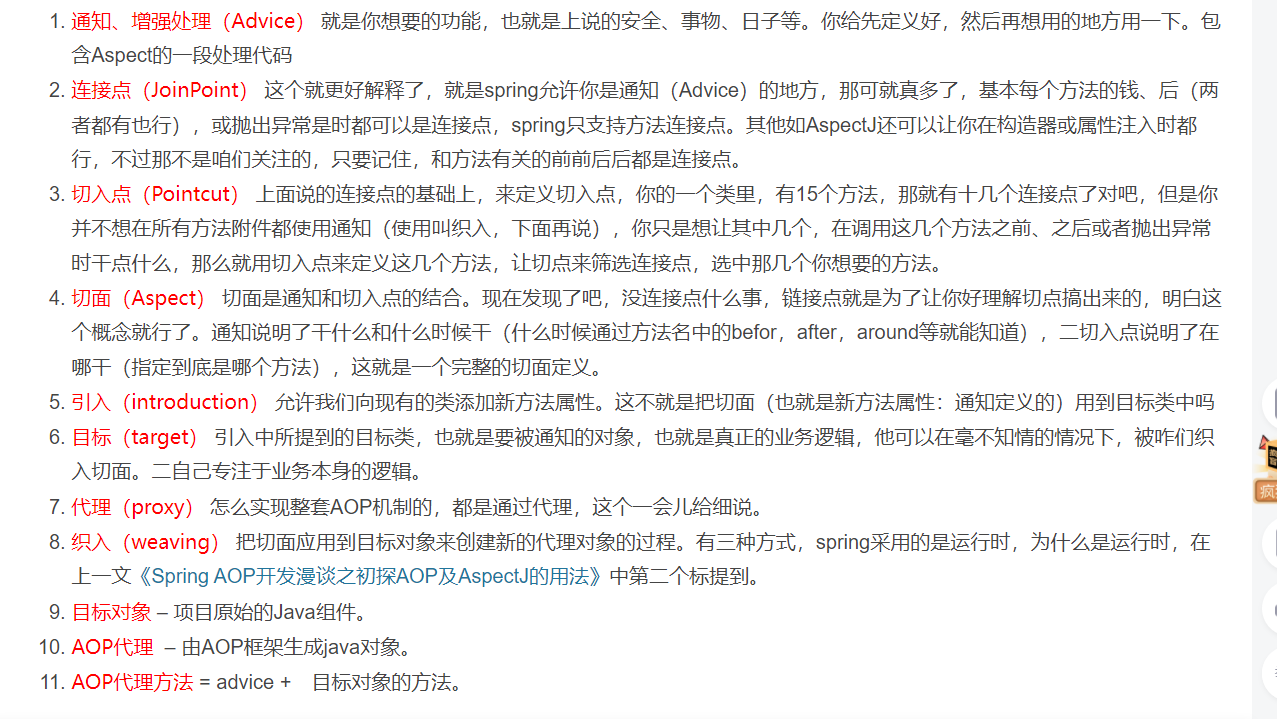 1. 通知、增强处理（Advice） 就是你想要的功能，也就是上说的安全、事物、日子等。你给先定义好，然后再想用的地方用一下。包
含Aspect的一段处理代码
2. 连接点（JoinPoint） 这个就更好解释了，就是spring允许你是通知（Advice）的地方，那可就真多了，基本每个方法的钱、后（两
者都有也行），或抛出异常是时都可以是连接点，spring只支持方法连接点。其他如AspectJ还可以让你在构造器或属性注入时都
行，不过那不是咱们关注的，只要记住，和方法有关的前前后后都是连接点。
3. 切入点（Pointcut） 上面说的连接点的基础上，来定义切入点，你的一个类里，有15个方法，那就有十几个连接点了对吧，但是你
并不想在所有方法附件都使用通知（使用叫织入，下面再说），你只是想让其中几个，在调用这几个方法之前、之后或者抛出异常
时干点什么，那么就用切入点来定义这几个方法，让切点来筛选连接点，选中那几个你想要的方法。
4. 切面（Aspect） 切面是通知和切入点的结合。现在发现了吧，没连接点什么事，链接点就是为了让你好理解切点搞出来的，明白这
个概念就行了。通知说明了干什么和什么时候干（什么时候通过方法名中的befor，after，around等就能知道），二切入点说明了在
哪干（指定到底是哪个方法），这就是一个完整的切面定义。
5. 引入（introduction） 允许我们向现有的类添加新方法属性。这不就是把切面（也就是新方法属性：通知定义的）用到目标类中吗
6. 目标（target） 引入中所提到的目标类，也就是要被通知的对象，也就是真正的业务逻辑，他可以在毫不知情的情况下，被咋们织
入切面。二自己专注于业务本身的逻辑。
7. 代理（proxy） 怎么实现整套AOP机制的，都是通过代理，这个一会儿给细说。
8. 织入（weaving） 把切面应用到目标对象来创建新的代理对象的过程。有三种方式，spring采用的是运行时，为什么是运行时，在
上一文《Spring AOP开发漫谈之初探AOP及AspectJ的用法》中第二个标提到。
9. 目标对象 – 项目原始的Java组件。
10. AOP代理 – 由AOP框架生成java对象。
11. AOP代理方法 = advice + 目标对象的方法。